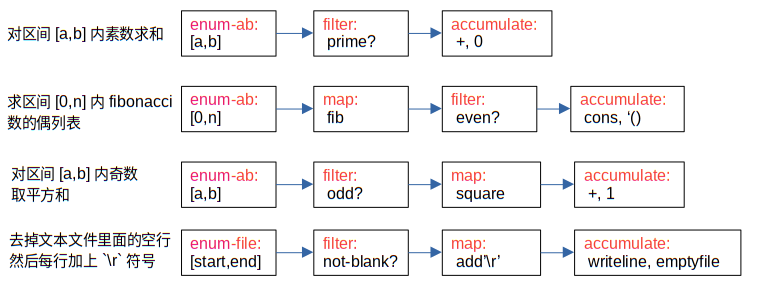 对区间 [a,b] 内素数求和
enum-ab:
[a,b]
filter:
prime?
accumulate:
+, 0
求区间 [0,n] 内 fibonacci
数的偶列表
enum-ab:
[0,n]
map:
fib
filter:
even?
accumulate:
cons, ‘()
对区间 [a,b] 内奇数
取平方和
enum-ab:
[a,b]
filter:
odd?
map:
square
accumulate:
+, 1
去掉文本文件里面的空行
然后每行加上 `\r` 符号
enum-file:
[start,end]
filter:
not-blank?
map:
add’\r’
accumulate:
writeline, emptyfile